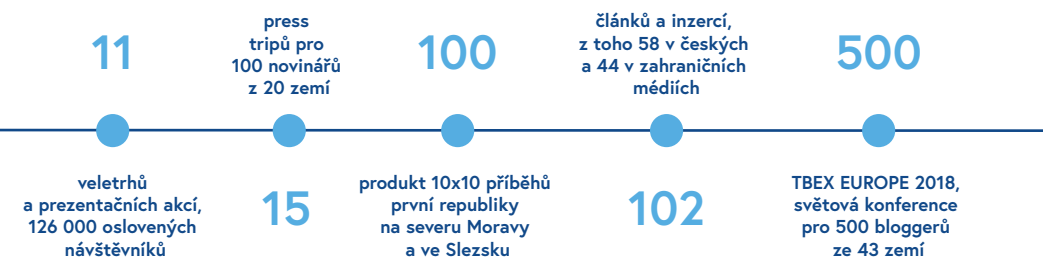 11
veletrhů
a prezentačních akcí,
126 000 oslovených
návštěvníků
press
tripů pro
100 novinářů
z 20 zemí
15
100
produkt 10x10 příběhů
první republiky
na severu Moravy
a ve Slezsku
článků a inzercí,
z toho 58 v českých
a 44 v zahraničních
médiích
102
500
TBEX EUROPE 2018,
světová konference
pro 500 bloggerů
ze 43 zemí